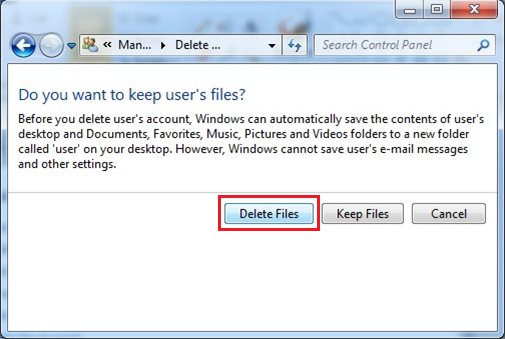 « Man... Delete ... Search Control Panel
Do you want to keep user's files?
Before you delete user's account, Windows can automatically save the contents of user's
desktop and Documents, Favorites, Music, Pictures and Videos folders to a new folder
called 'user' on your desktop. However, Windows cannot save user's e-mail messages
and other settings.
Delete Files Keep Files Cancel